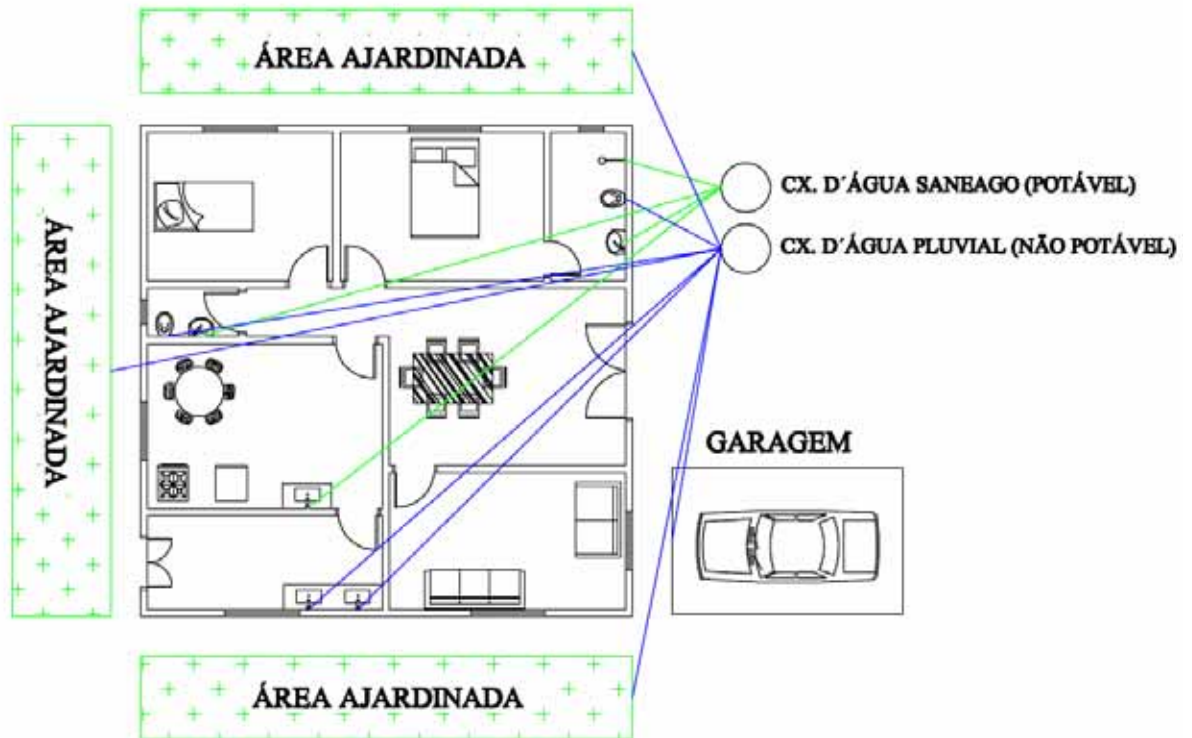 ÁREA AJARDINADA
ÁREA AJARDINADA
CX. D´ÁGUA SANEAGO (POTÁVEL)
CX. D´ÁGUA PLUVIAL (NÃO POTÁVEL)
GARAGEM
ÁREA AJARDINADA